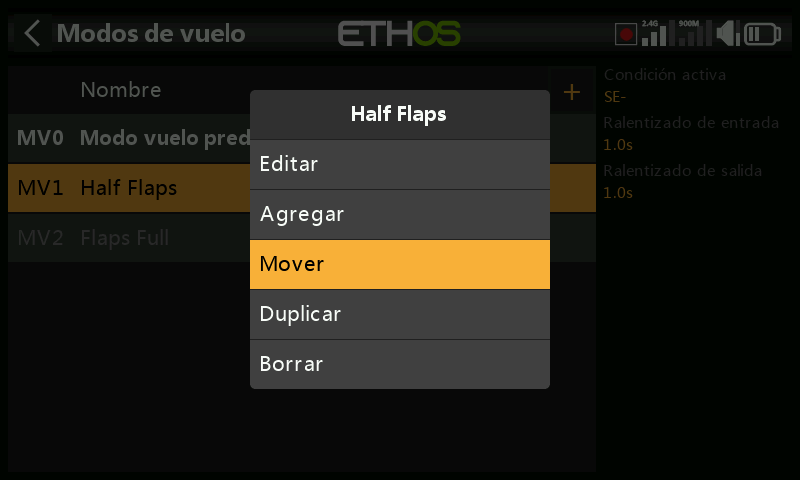 Modos de vuelo
ETHOS
2.4G
900M
Nombre
+
Condición activa
SE-
MV0 Modo vuelo pred
Ralentizado de entrada
1.0s
MV1 Half Flaps
Ralentizado de salida
1.0s
MV2 Flaps Full
Half Flaps
Editar
Agregar
Mover
Duplicar
Borrar